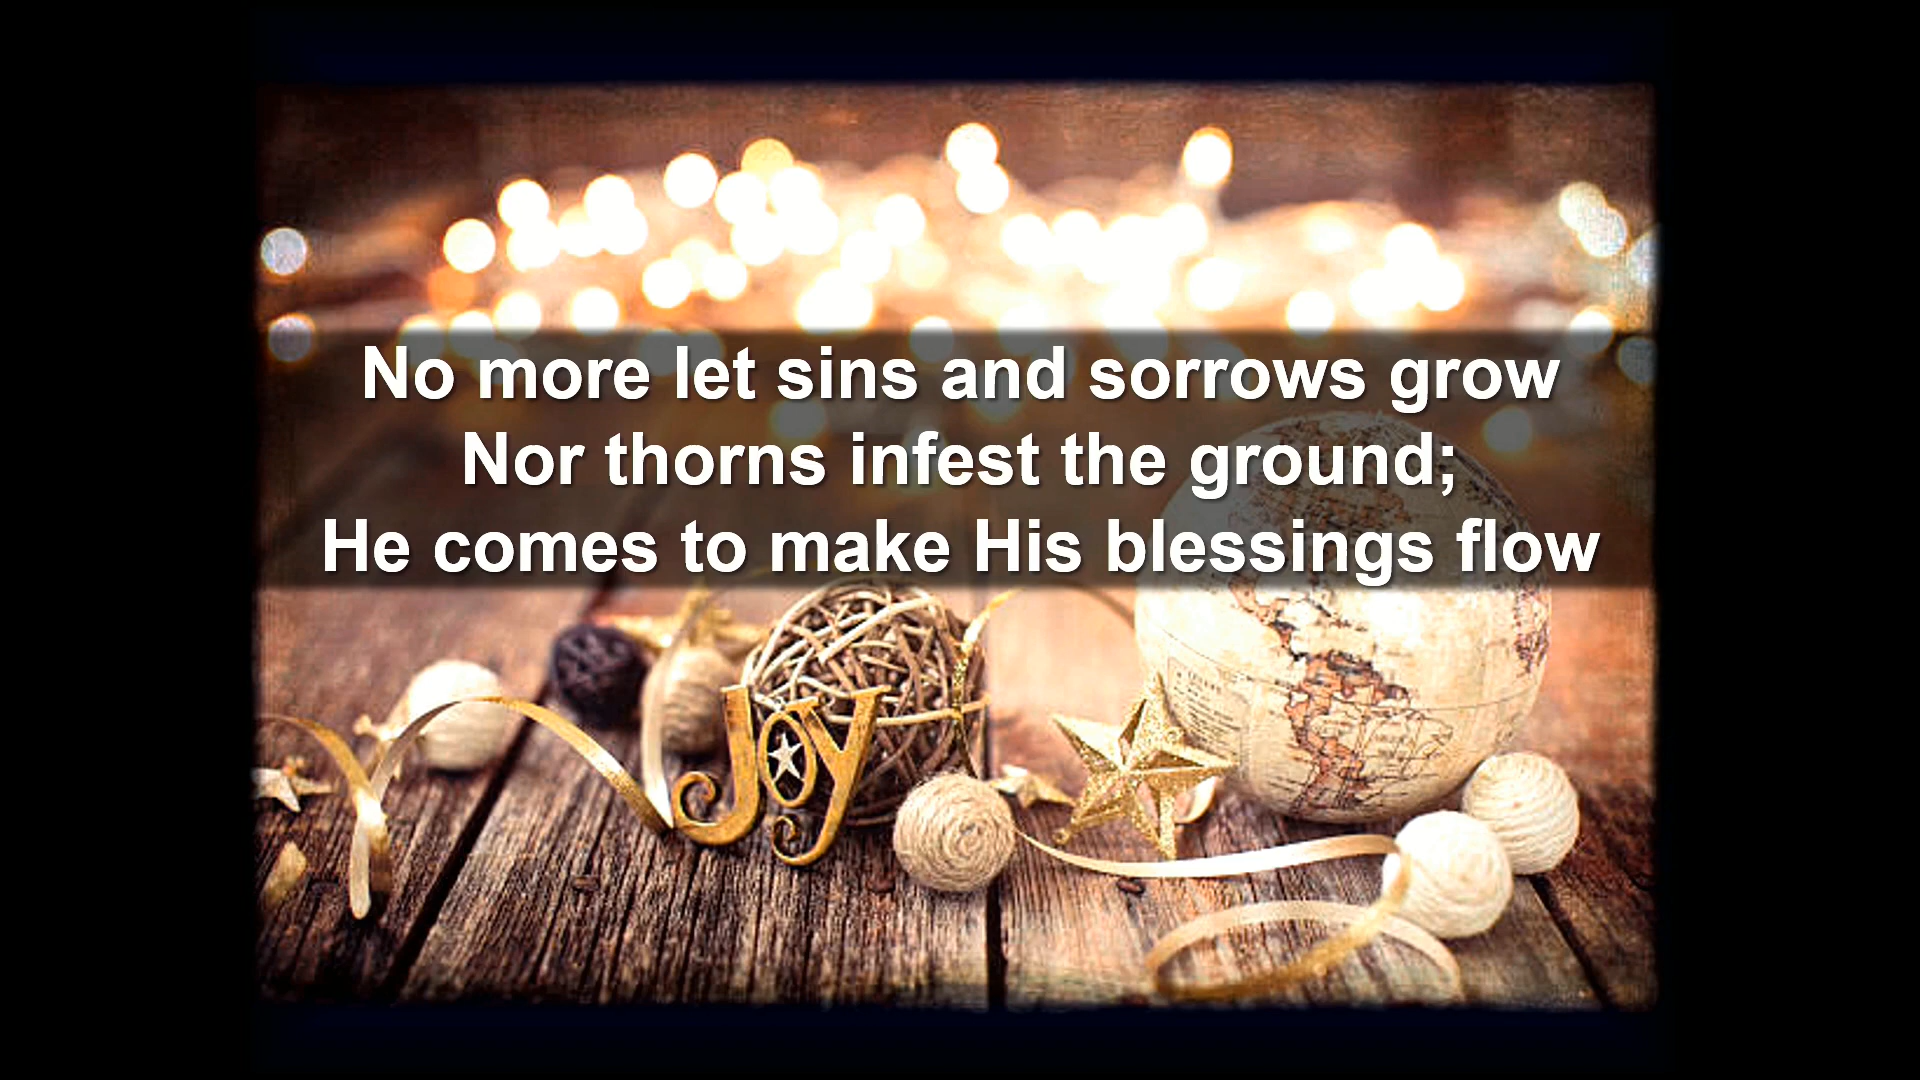 No more let sins and sorrows grow
Nor thorns infest the ground;
He comes to make His blessings flow
Joy